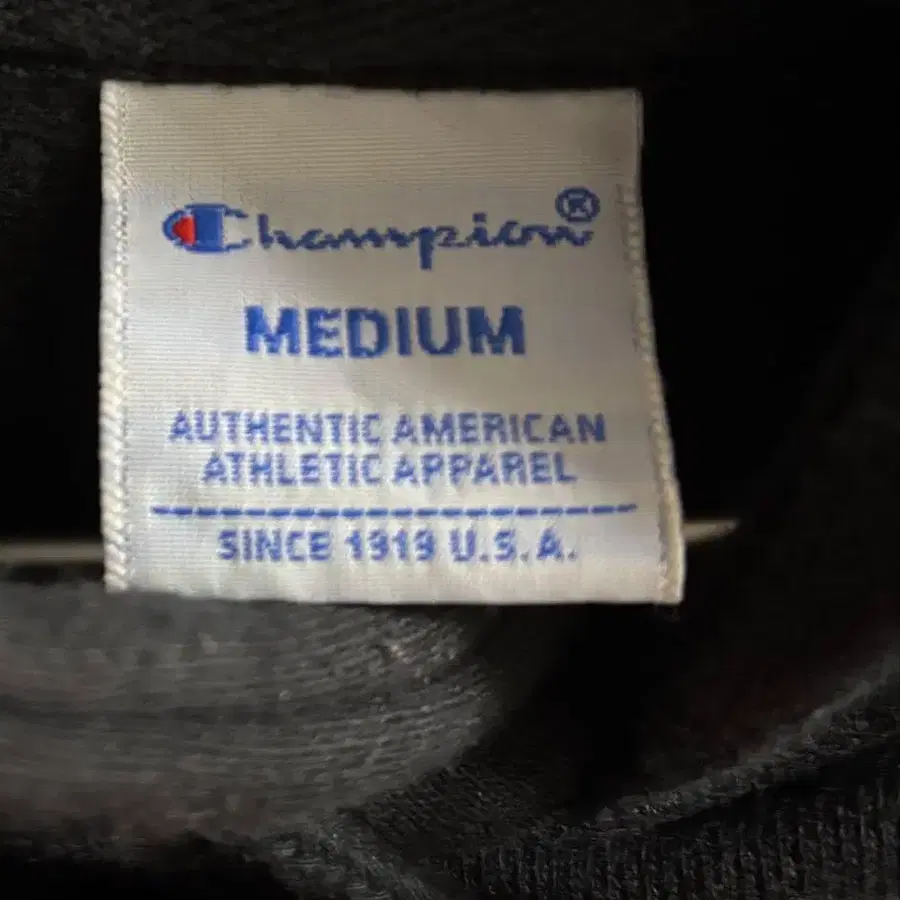 Champion®
MEDIUM
AUTHENTIC AMERICAN
ATHLETIC APPAREL
SINCE 1919 U.S.A.